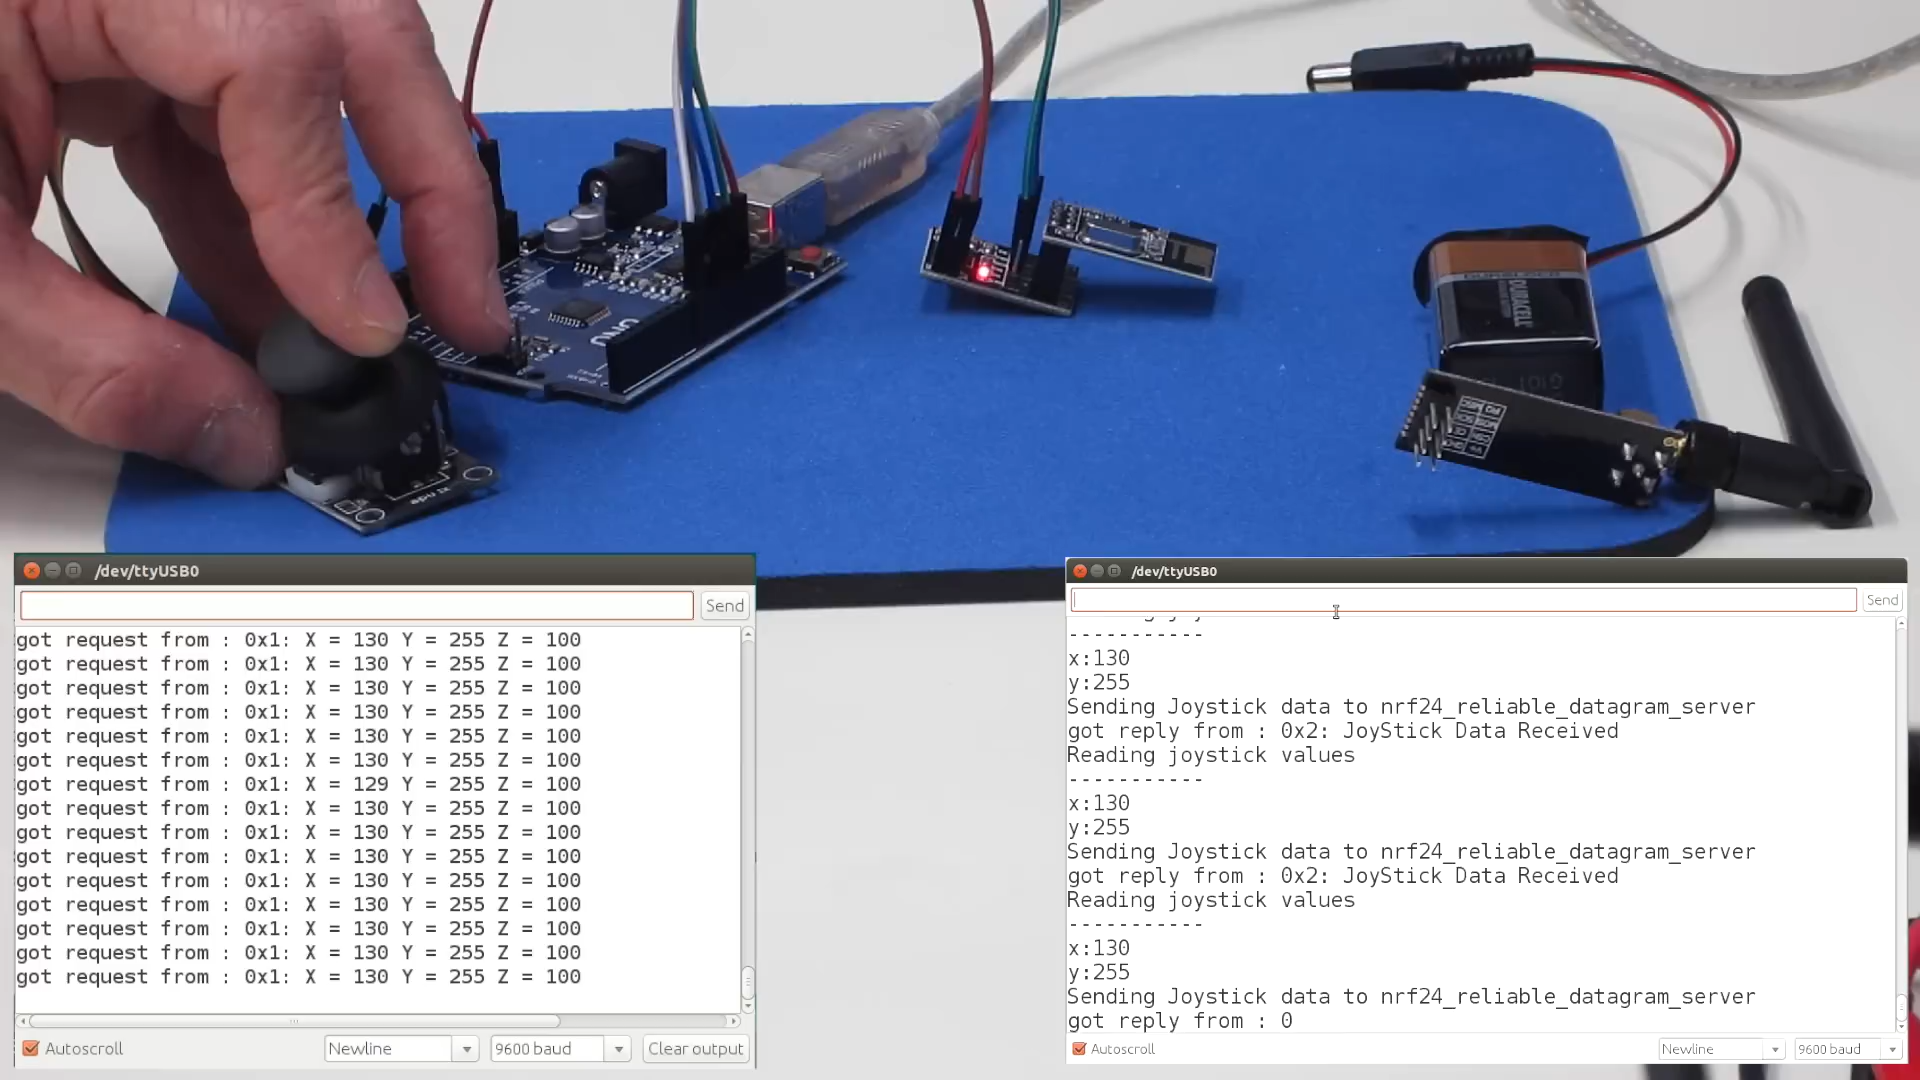 UNO
DURACELL
G101
/dev/ttyUSB0
Send
got request from : 0x1: X = 130 Y = 255 Z = 100
got request from : 0x1: X = 130 Y = 255 Z = 100
got request from : 0x1: X = 130 Y = 255 Z = 100
got request from : 0x1: X = 130 Y = 255 Z = 100
got request from : 0x1: X = 130 Y = 255 Z = 100
got request from : 0x1: X = 130 Y = 255 Z = 100
got request from : 0x1: X = 129 Y = 255 Z = 100
got request from : 0x1: X = 130 Y = 255 Z = 100
got request from : 0x1: X = 130 Y = 255 Z = 100
got request from : 0x1: X = 130 Y = 255 Z = 100
got request from : 0x1: X = 130 Y = 255 Z = 100
got request from : 0x1: X = 130 Y = 255 Z = 100
got request from : 0x1: X = 130 Y = 255 Z = 100
got request from : 0x1: X = 130 Y = 255 Z = 100
got request from : 0x1: X = 130 Y = 255 Z = 100
Autoscroll
Newline
9600 baud
Clear output
/dev/ttyUSB0
Send
-----------
x:130
y:255
Sending Joystick data to nrf24_reliable_datagram_server
got reply from : 0x2: JoyStick Data Received
Reading joystick values
-----------
x:130
y:255
Sending Joystick data to nrf24_reliable_datagram_server
got reply from : 0x2: JoyStick Data Received
Reading joystick values
-----------
x:130
y:255
Sending Joystick data to nrf24_reliable_datagram_server
got reply from : 0
Autoscroll
Newline
9600 baud